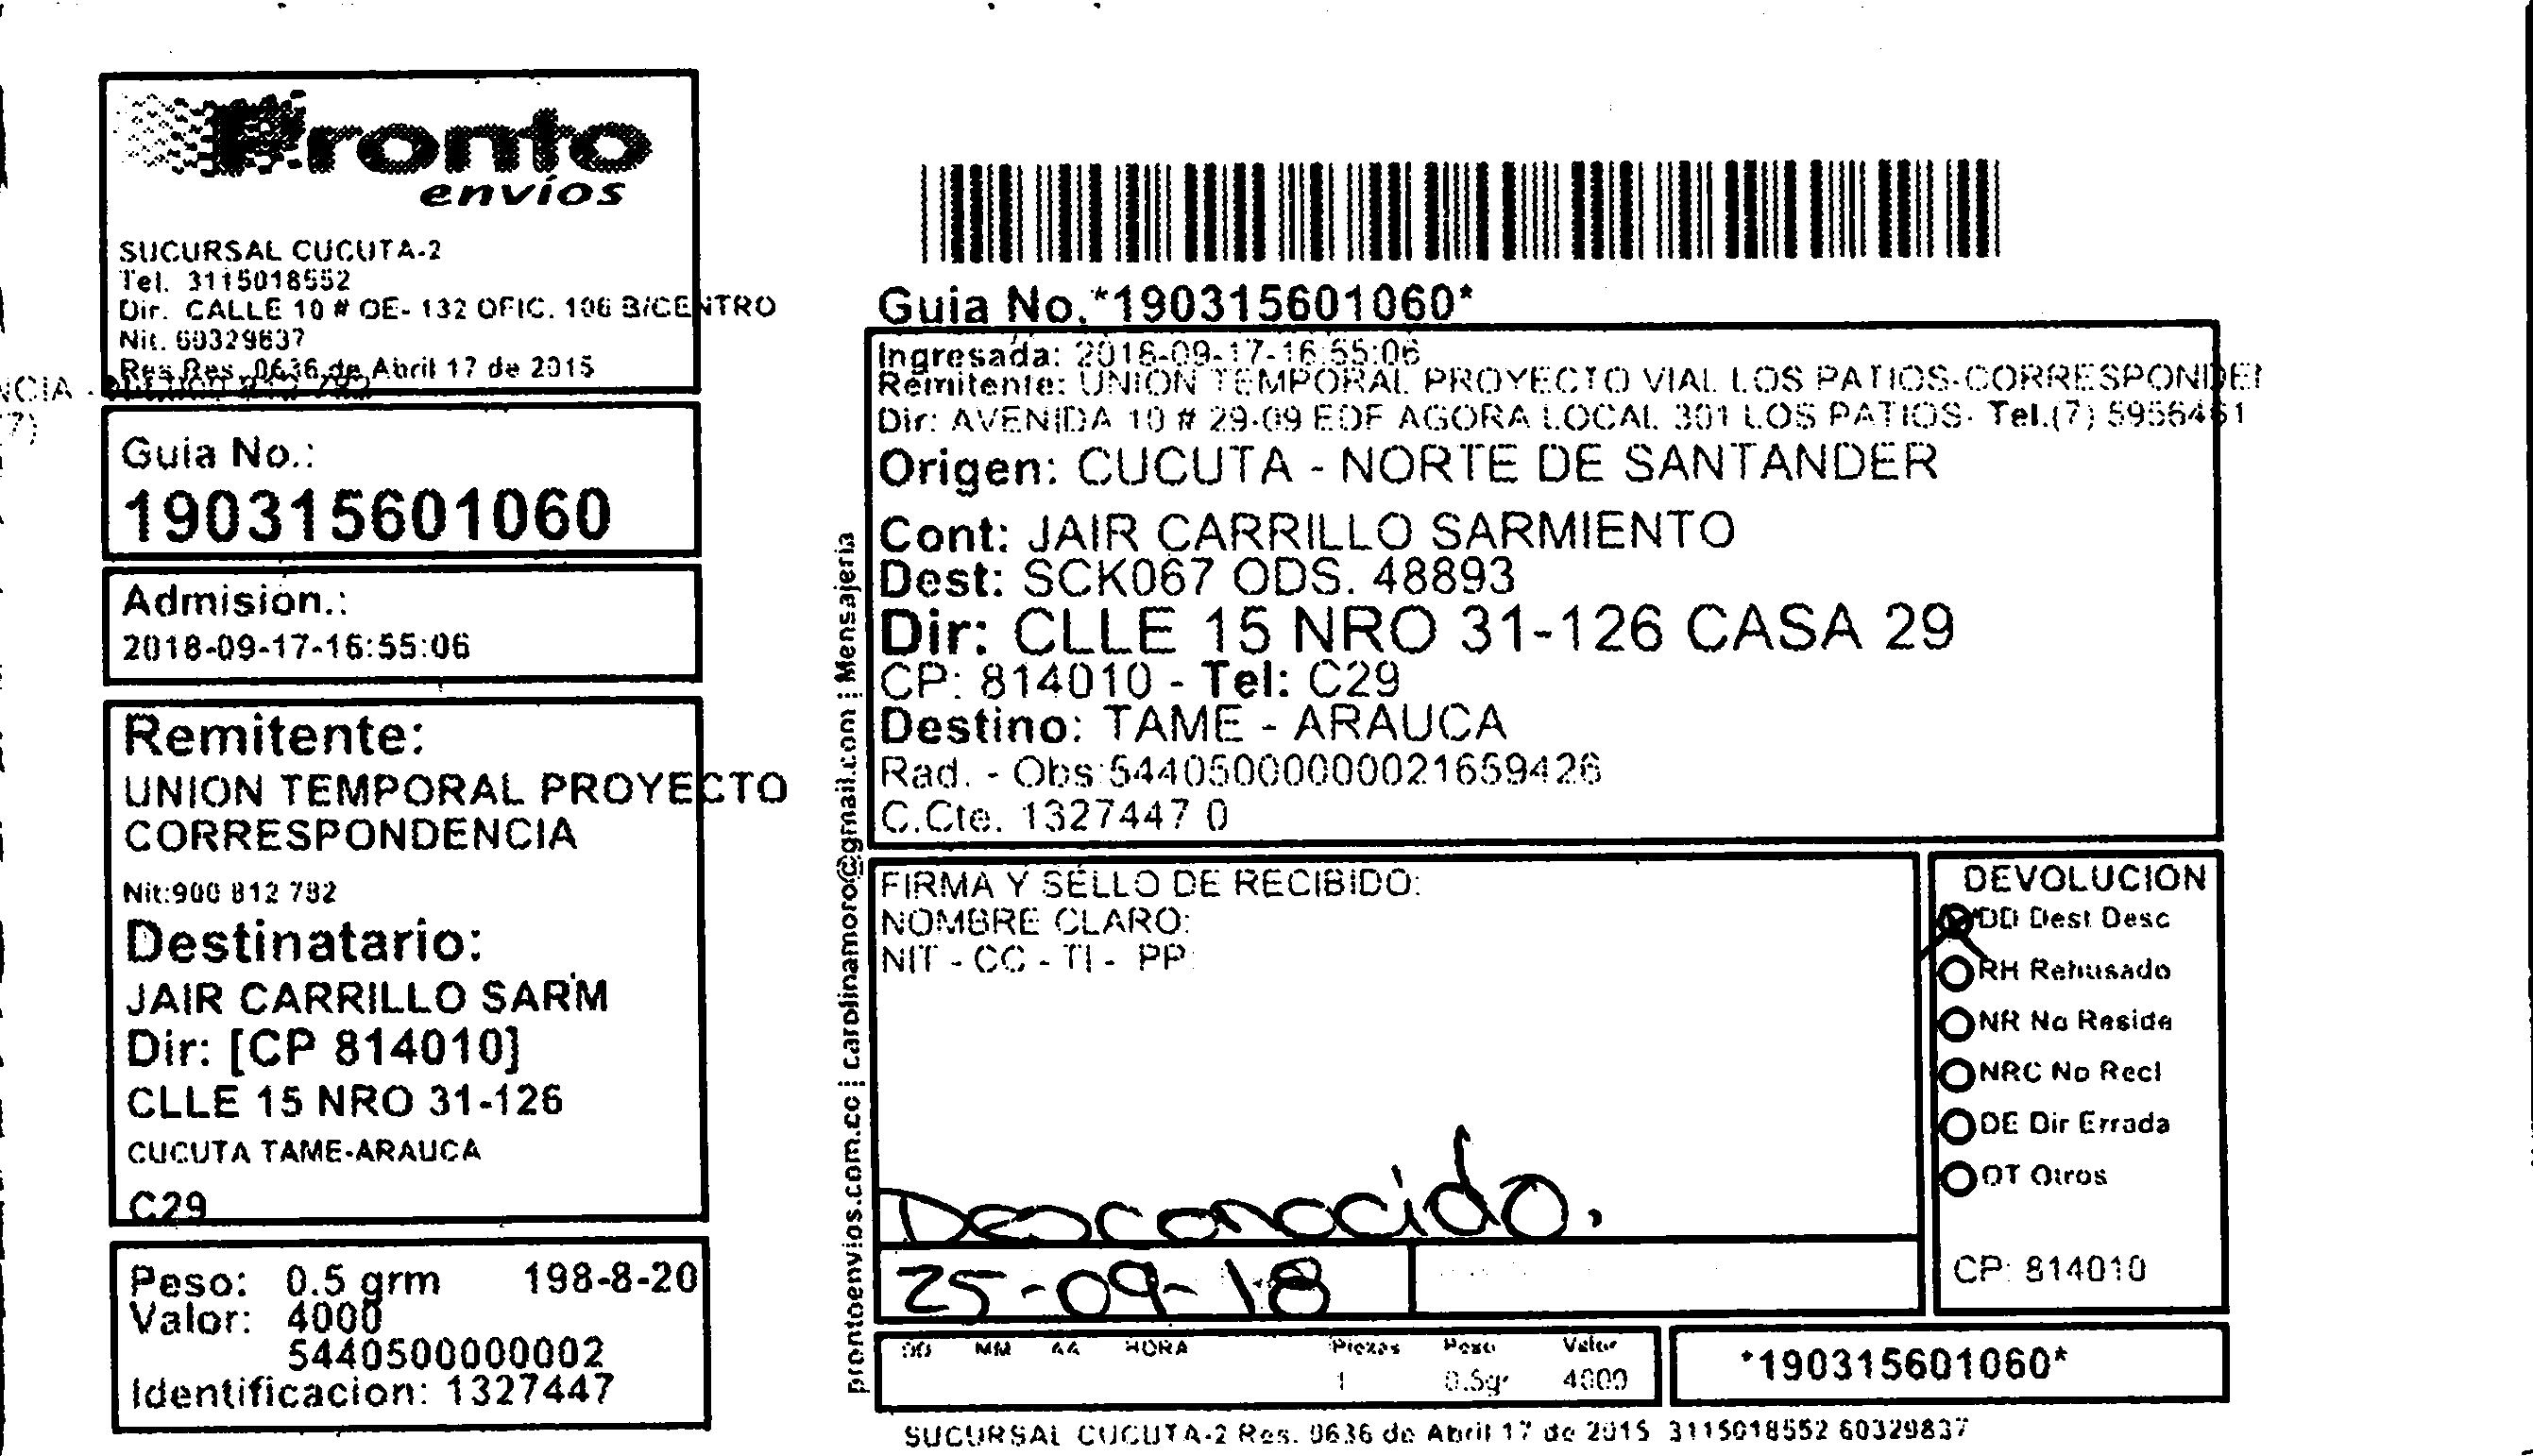 Pronto
envíos
SUCURSAL CUCUTA-2
Tel. 3115018552
Dir. CALLE 10 # OE- 132 OFIC. 106 B/CENTRO
Nit. 60329837
Res Res. 0636 de Abril 17 de 2015
NCIA -
7)
Guia No.:
190315601060
Admision.:
2018-09-17-16:55:06
Remitente:
UNION TEMPORAL PROYECTO
CORRESPONDENCIA
Nit:900 812 782
Destinatario:
JAIR CARRILLO SARM
Dir: [CP 814010]
CLLE 15 NRO 31-126
CUCUTA TAME-ARAUCA
C29
Peso: 0.5 grm 198-8-20
Valor: 4000
5440500000002
Identificacion: 1327447
prontoenvios.com.co | carolinamoro@gmail.com | Mensajeria
Guia No.*190315601060*
Ingresada: 2018-09-17-16:55:06
Remitente: UNION TEMPORAL PROYECTO VIAL LOS PATIOS-CORRESPONDEN
Dir: AVENIDA 10 # 29-09 EDF AGORA LOCAL 301 LOS PATIOS- Tel.(7) 5956461
Origen: CUCUTA - NORTE DE SANTANDER
Cont: JAIR CARRILLO SARMIENTO
Dest: SCK067 ODS. 48893
Dir: CLLE 15 NRO 31-126 CASA 29
CP: 814010 - Tel: C29
Destino: TAME - ARAUCA
Rad. - Obs:544050000000021659426
C.Cte. 1327447 0
FIRMA Y SELLO DE RECIBIDO:
NOMBRE CLARO:
NIT - CC - TI - PP
Desconocido.
25-09-18
DEVOLUCION
DD Dest Desc
RH Rehusado
NR No Reside
NRC No Recl
DE Dir Errada
OT Otros
CP: 814010
DD MM AA HORA Piezas Peso Valor
1 0.5gr 4000
*190315601060*
SUCURSAL CUCUTA-2 Res. 0636 de Abril 17 de 2015 3115018552 60329837